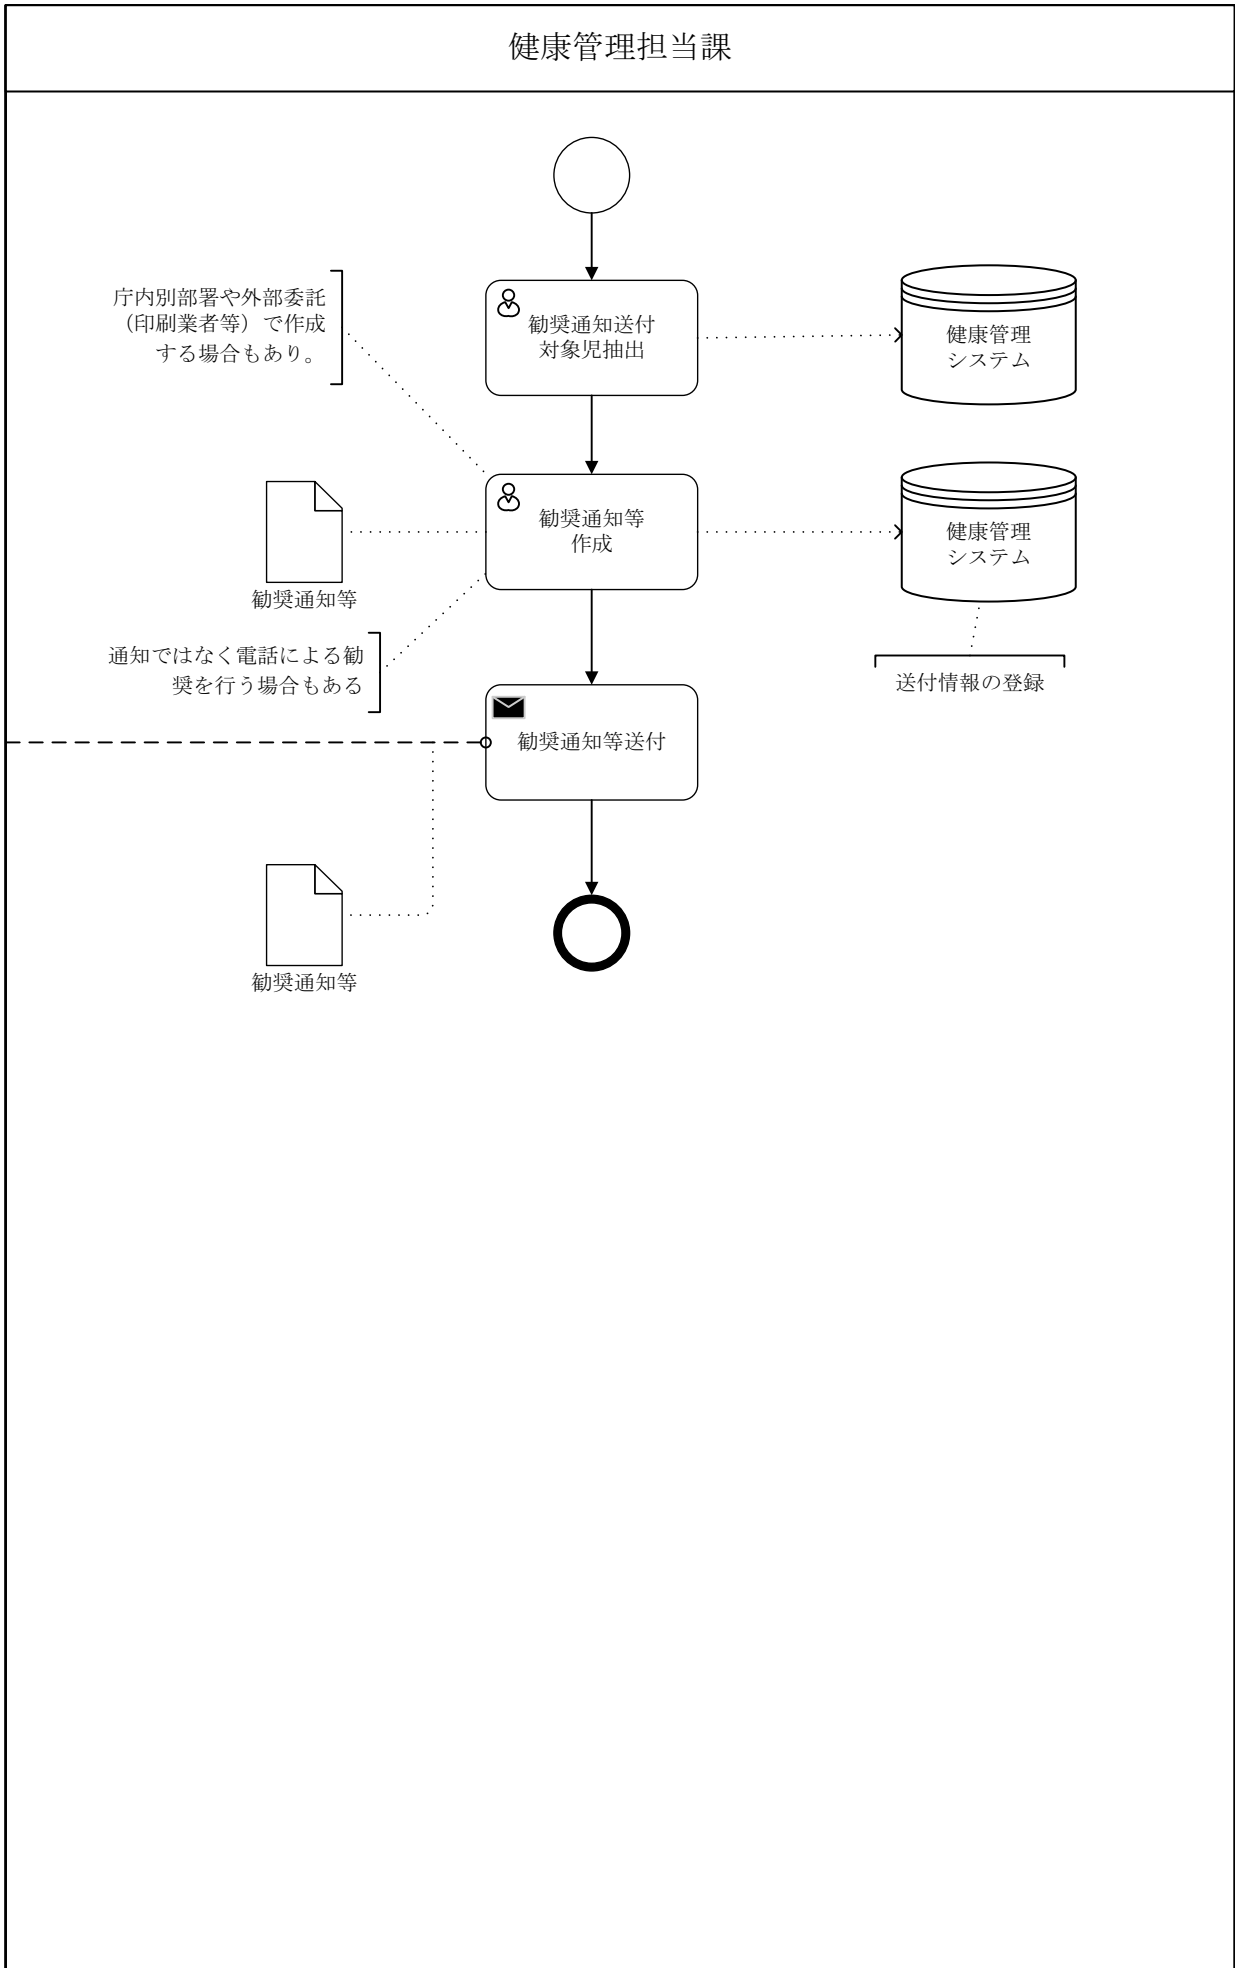 健康管理担当課
庁内別部署や外部委託
（印刷業者等）で作成
する場合もあり。
勧奨通知送付
対象児抽出
健康管理
システム
勧奨通知等
作成
健康管理
システム
勧奨通知等
通知ではなく電話による勧
奨を行う場合もある
送付情報の登録
勧奨通知等送付
勧奨通知等